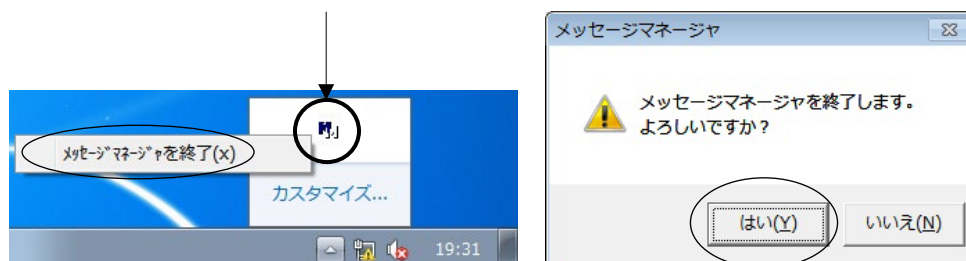 ﾒｯｾｰｼﾞﾏﾈｰｼﾞｬを終了(x)
カスタマイズ...
19:31
メッセージマネージャ
メッセージマネージャを終了します。
よろしいですか？
はい(Y)
いいえ(N)